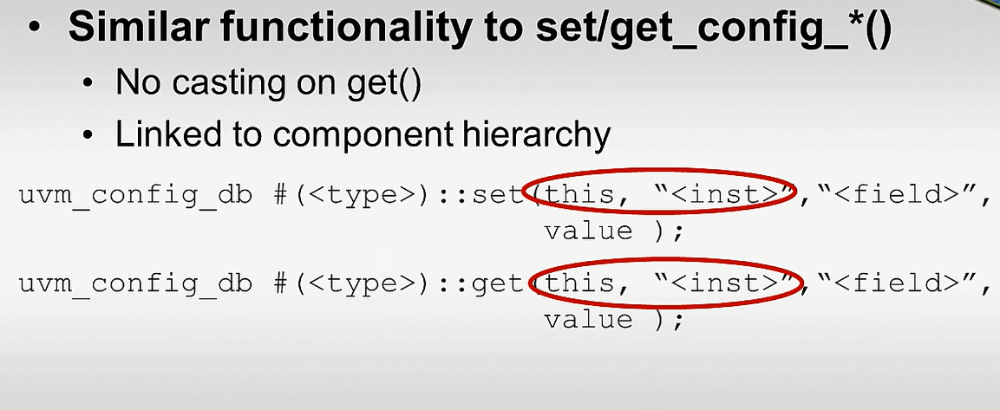 • Similar functionality to set/get_config_*()
• No casting on get()
• Linked to component hierarchy
uvm_config_db #(<type>)::set(this, “<inst>”,“<field>”,
value );
uvm_config_db #(<type>)::get(this, “<inst>”,“<field>”,
value );